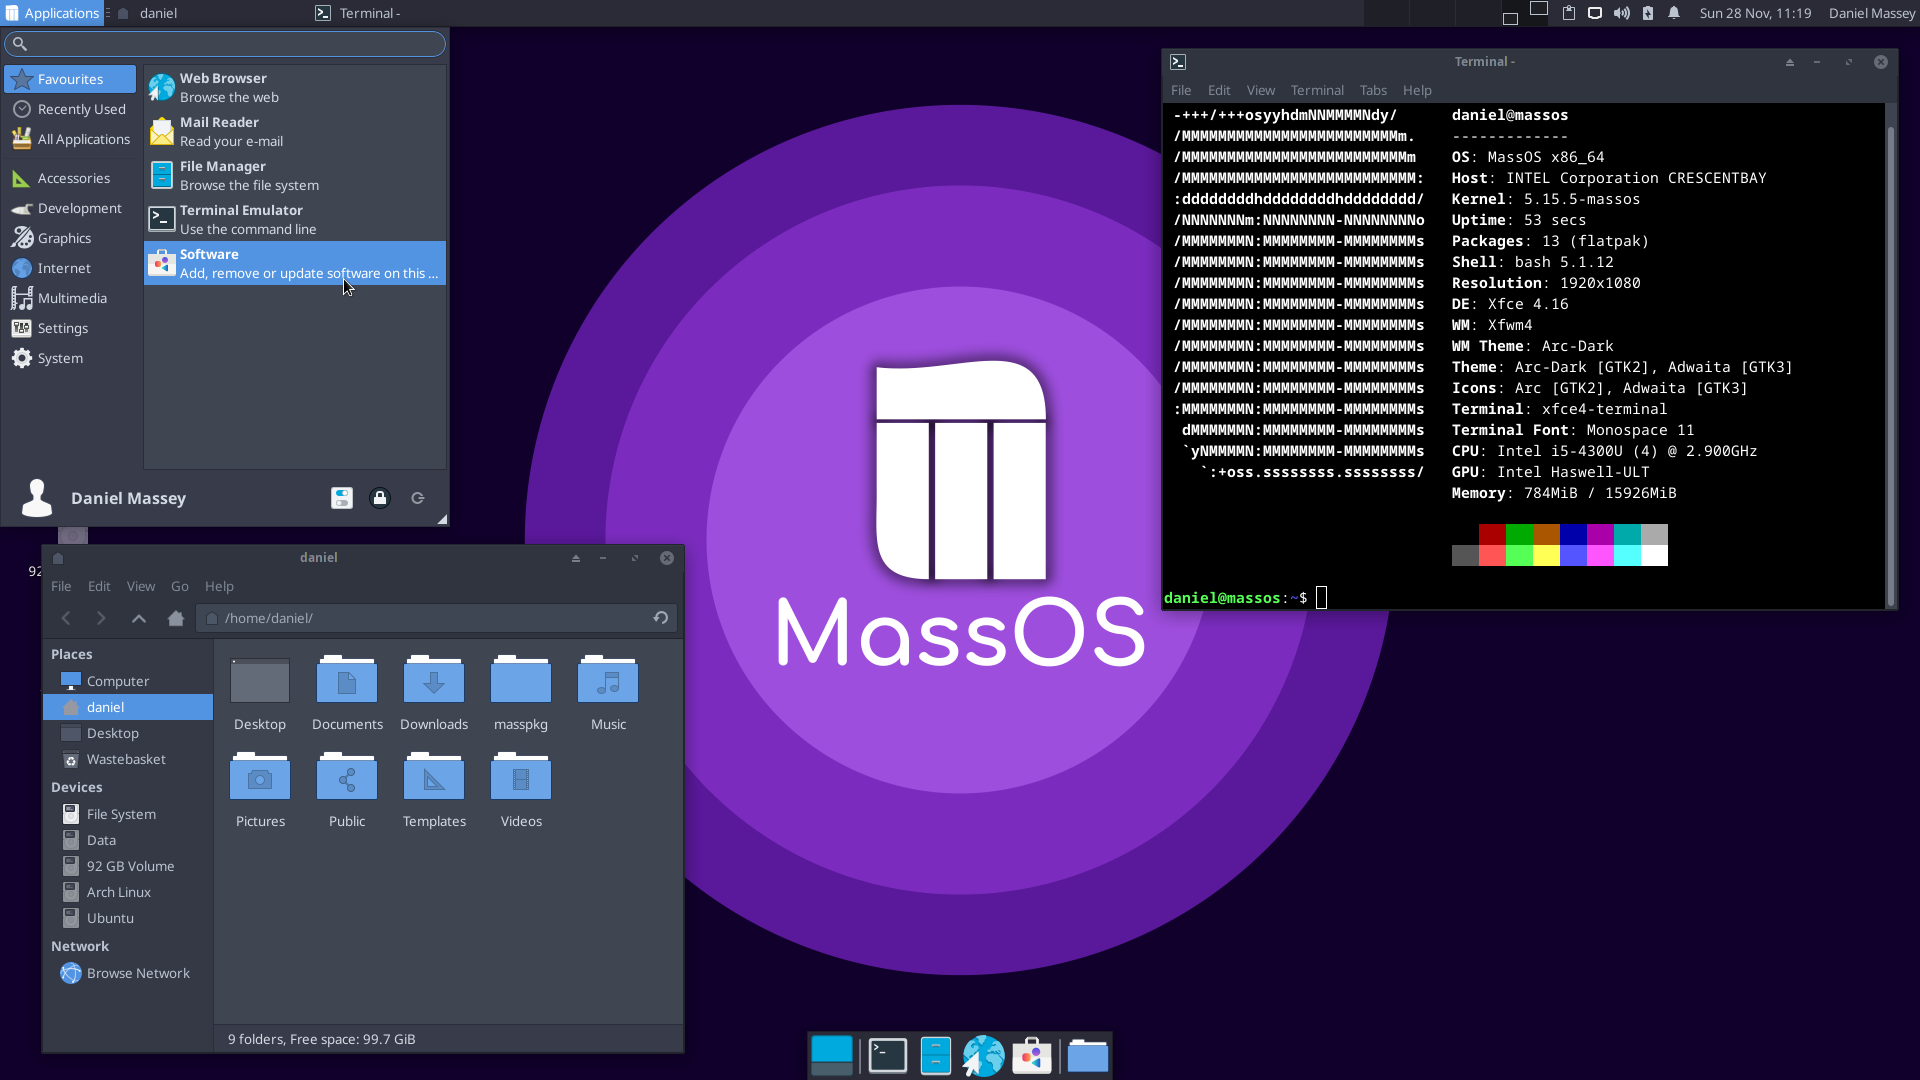 Applications
daniel
Terminal -
Sun 28 Nov, 11:19
Daniel Massey
Favourites
Recently Used
All Applications
Accessories
Development
Graphics
Internet
Multimedia
Settings
System
Web Browser
Browse the web
Mail Reader
Read your e-mail
File Manager
Browse the file system
Terminal Emulator
Use the command line
Software
Add, remove or update software on this ...
Daniel Massey
92
daniel
File Edit View Go Help
/home/daniel/
Places
Computer
daniel
Desktop
Wastebasket
Devices
File System
Data
92 GB Volume
Arch Linux
Ubuntu
Network
Browse Network
Desktop Documents Downloads masspkg Music
Pictures Public Templates Videos
9 folders, Free space: 99.7 GiB
MassOS
Terminal -
File Edit View Terminal Tabs Help
-+++/+++osyyhdmNNMMMMNdy/ daniel@massos
/MMMMMMMMMMMMMMMMMMMMMMMMm. -------------
/MMMMMMMMMMMMMMMMMMMMMMMMMm OS: MassOS x86_64
/MMMMMMMMMMMMMMMMMMMMMMMMMM: Host: INTEL Corporation CRESCENTBAY
:ddddddddhddddddddhdddddddd/ Kernel: 5.15.5-massos
/NNNNNNNm:NNNNNNNN-NNNNNNNNo Uptime: 53 secs
/MMMMMMMN:MMMMMMMM-MMMMMMMMs Packages: 13 (flatpak)
/MMMMMMMN:MMMMMMMM-MMMMMMMMs Shell: bash 5.1.12
/MMMMMMMN:MMMMMMMM-MMMMMMMMs Resolution: 1920x1080
/MMMMMMMN:MMMMMMMM-MMMMMMMMs DE: Xfce 4.16
/MMMMMMMN:MMMMMMMM-MMMMMMMMs WM: Xfwm4
/MMMMMMMN:MMMMMMMM-MMMMMMMMs WM Theme: Arc-Dark
/MMMMMMMN:MMMMMMMM-MMMMMMMMs Theme: Arc-Dark [GTK2], Adwaita [GTK3]
/MMMMMMMN:MMMMMMMM-MMMMMMMMs Icons: Arc [GTK2], Adwaita [GTK3]
:MMMMMMMN:MMMMMMMM-MMMMMMMMs Terminal: xfce4-terminal
dMMMMMMN:MMMMMMMM-MMMMMMMMs Terminal Font: Monospace 11
`yNMMMMN:MMMMMMMM-MMMMMMMMs CPU: Intel i5-4300U (4) @ 2.900GHz
`:+oss.ssssssss.ssssssss/ GPU: Intel Haswell-ULT
Memory: 784MiB / 15926MiB
daniel@massos:~$